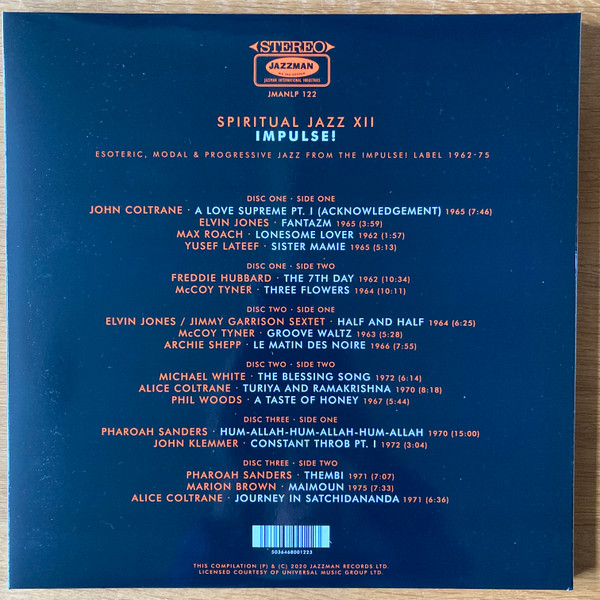 STEREO
JAZZMAN
JAZZMAN INTERNATIONAL INDUSTRIES
JMANLP 122
SPIRITUAL JAZZ XII
IMPULSE!
ESOTERIC, MODAL & PROGRESSIVE JAZZ FROM THE IMPULSE! LABEL 1962-75
DISC ONE · SIDE ONE
JOHN COLTRANE · A LOVE SUPREME PT. I (ACKNOWLEDGEMENT) 1965 (7:46)
ELVIN JONES · FANTAZM 1965 (3:59)
MAX ROACH · LONESOME LOVER 1962 (1:57)
YUSEF LATEEF · SISTER MAMIE 1965 (5:13)
DISC ONE · SIDE TWO
FREDDIE HUBBARD · THE 7TH DAY 1962 (10:34)
McCOY TYNER · THREE FLOWERS 1964 (10:11)
DISC TWO · SIDE ONE
ELVIN JONES / JIMMY GARRISON SEXTET · HALF AND HALF 1964 (6:25)
McCOY TYNER · GROOVE WALTZ 1963 (5:28)
ARCHIE SHEPP · LE MATIN DES NOIRE 1966 (7:55)
DISC TWO · SIDE TWO
MICHAEL WHITE · THE BLESSING SONG 1972 (6:14)
ALICE COLTRANE · TURIYA AND RAMAKRISHNA 1970 (8:18)
PHIL WOODS · A TASTE OF HONEY 1967 (5:44)
DISC THREE · SIDE ONE
PHAROAH SANDERS · HUM-ALLAH-HUM-ALLAH-HUM-ALLAH 1970 (15:00)
JOHN KLEMMER · CONSTANT THROB PT. I 1972 (3:04)
DISC THREE · SIDE TWO
PHAROAH SANDERS · THEMBI 1971 (7:07)
MARION BROWN · MAIMOUN 1975 (7:33)
ALICE COLTRANE · JOURNEY IN SATCHIDANANDA 1971 (6:36)
5036468001223
THIS COMPILATION (P) & (C) 2020 JAZZMAN RECORDS LTD.
LICENSED COURTESY OF UNIVERSAL MUSIC GROUP LTD.